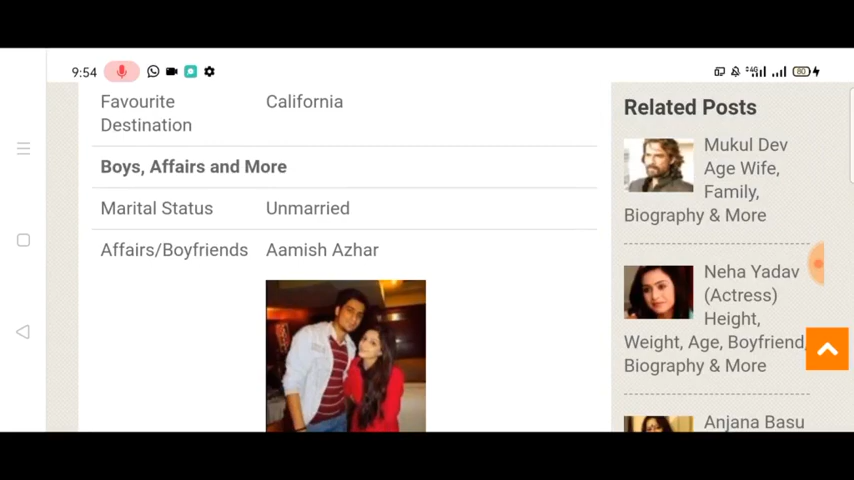 9:54
80
Favourite
Destination
California
Boys, Affairs and More
Marital Status
Unmarried
Affairs/Boyfriends
Aamish Azhar
Related Posts
Mukul Dev
Age Wife,
Family,
Biography & More
Neha Yadav
(Actress)
Height,
Weight, Age, Boyfriend,
Biography & More
Anjana Basu